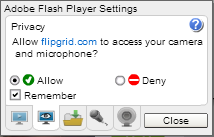 Adobe Flash Player Settings
Privacy
Allow flipgrid.com to access your camera
and microphone?
Allow Deny
Remember
Close